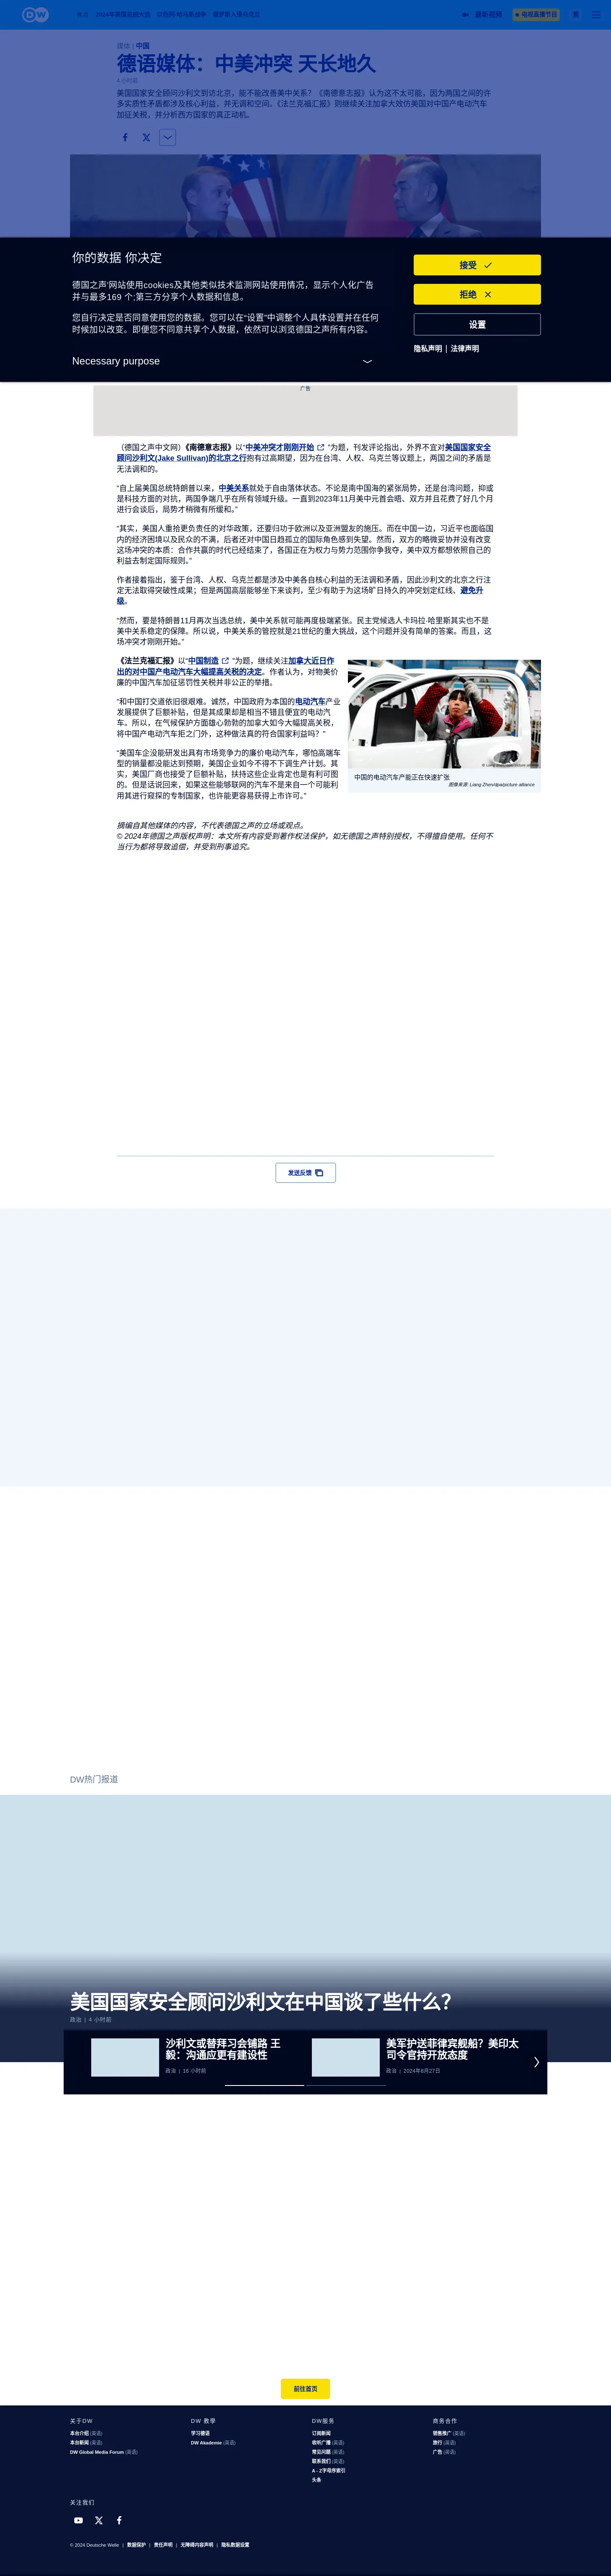 DW
2024年美国总统大选
以色列-哈马斯战争
俄罗斯入侵乌克兰
最新视频
电视直播节目
媒体 | 中国
德语媒体：中美冲突 天长地久
4 小时前
美国国家安全顾问沙利文到访北京，能不能改善美中关系？《南德意志报》认为这不太可能，因为两国之间的许
多实质性矛盾都涉及核心利益，并无调和空间。《法兰克福汇报》则继续关注加拿大效仿美国对中国产电动汽车
加征关税，并分析西方国家的真正动机。
你的数据 你决定
德国之声'网站使用cookies及其他类似技术监测网站使用情况，显示个人化广告
并与最多169 个;第三方分享个人数据和信息。
您自行决定是否同意使用您的数据。您可以在“设置”中调整个人具体设置并在任何
时候加以改变。即便您不同意共享个人数据，依然可以浏览德国之声所有内容。
Necessary purpose
接受
拒绝
设置
隐私声明 | 法律声明
广告
（德国之声中文网）《南德意志报》以“中美冲突才刚刚开始 ”为题，刊发评论指出，外界不宜对美国国家安全
顾问沙利文(Jake Sullivan)的北京之行抱有过高期望，因为在台湾、人权、乌克兰等议题上，两国之间的矛盾是
无法调和的。
“自上届美国总统特朗普以来，中美关系就处于自由落体状态。不论是南中国海的紧张局势，还是台湾问题，抑或
是科技方面的对抗，两国争端几乎在所有领域升级。一直到2023年11月美中元首会晤、双方并且花费了好几个月
进行会谈后，局势才稍微有所缓和。”
“其实，美国人重拾更负责任的对华政策，还要归功于欧洲以及亚洲盟友的施压。而在中国一边，习近平也面临国
内的经济困境以及民众的不满，后者还对中国日趋孤立的国际角色感到失望。然而，双方的略微妥协并没有改变
这场冲突的本质：合作共赢的时代已经结束了，各国正在为权力与势力范围你争我夺，美中双方都想依照自己的
利益去制定国际规则。”
作者接着指出，鉴于台湾、人权、乌克兰都是涉及中美各自核心利益的无法调和矛盾，因此沙利文的北京之行注
定无法取得突破性成果；但是两国高层能够坐下来谈判，至少有助于为这场旷日持久的冲突划定红线、避免升
级。
“然而，要是特朗普11月再次当选总统，美中关系就可能再度极端紧张。民主党候选人卡玛拉·哈里斯其实也不是
美中关系稳定的保障。所以说，中美关系的管控就是21世纪的重大挑战，这个问题并没有简单的答案。而且，这
场冲突才刚刚开始。”
《法兰克福汇报》以“中国制造 ”为题，继续关注加拿大近日作
出的对中国产电动汽车大幅提高关税的决定。作者认为，对物美价
廉的中国汽车加征惩罚性关税并非公正的举措。
“和中国打交道依旧很艰难。诚然，中国政府为本国的电动汽车产业
发展提供了巨额补贴，但是其成果却是相和不错且便宜的电动汽
车。所以，在气候保护方面雄心勃勃的加拿大如今大幅提高关税，
将中国产电动汽车拒之门外，这种做法真的符合国家利益吗？”
“美国车企没能研发出具有市场竞争力的廉价电动汽车，哪怕高端车
型的销量都没能达到预期，美国企业如今不得不下调生产计划。其
实，美国厂商也接受了巨额补贴，扶持这些企业肯定也是有利可图
的。但是话说回来，如果这些能够联网的汽车不是来自一个可能利
用其进行窥探的专制国家，也许能更容易获得上市许可。”
中国的电动汽车产能正在快速扩张
图像来源: Liang Zhen/dpa/picture alliance
摘编自其他媒体的内容，不代表德国之声的立场或观点。
© 2024年德国之声版权声明：本文所有内容受到著作权法保护，如无德国之声特别授权，不得擅自使用。任何不
当行为都将导致追偿，并受到刑事追究。
发送反馈
DW热门报道
美国国家安全顾问沙利文在中国谈了些什么？
政治 | 4 小时前
沙利文或替拜习会铺路 王
毅：沟通应更有建设性
政治 | 16 小时前
美军护送菲律宾舰船？美印太
司令官持开放态度
政治 | 2024年8月27日
前往首页
关于DW
本台介绍 (英语)
本台新闻 (英语)
DW Global Media Forum (英语)
DW 教學
学习德语
DW Akademie (英语)
DW服务
订阅新闻
收听广播 (英语)
常见问题 (英语)
联系我们 (英语)
A - Z字母序索引
头条
商务合作
销售推广 (英语)
旅行 (英语)
广告 (英语)
关注我们
© 2024 Deutsche Welle | 数据保护 | 责任声明 | 无障碍内容声明 | 隐私数据设置